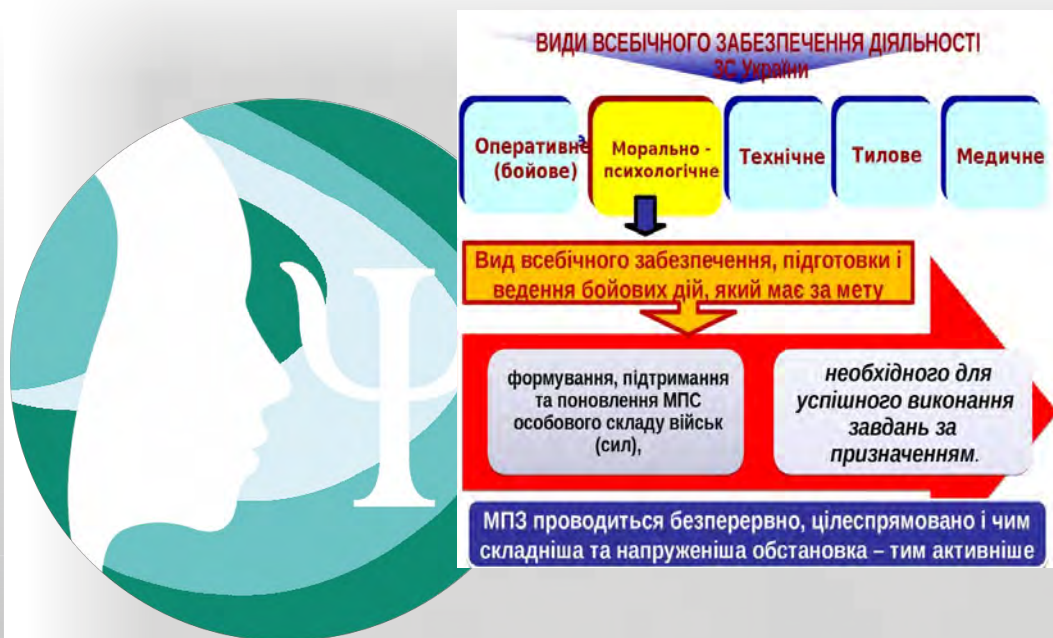 ВИДИ ВСЕБІЧНОГО ЗАБЕЗПЕЧЕННЯ ДІЯЛЬНОСТІ
ЗС України
Оперативне
(бойове)
Морально -
психологічне
Технічне
Тилове
Медичне
Вид всебічного забезпечення, підготовки і
ведення бойових дій, який має за мету
формування, підтримання
та поновлення МПС
особового складу військ
(сил),
необхідного для
успішного виконання
завдань за
призначенням.
МПЗ проводиться безперервно, цілеспрямовано і чим
складніша та напруженіша обстановка – тим активніше
Ψ